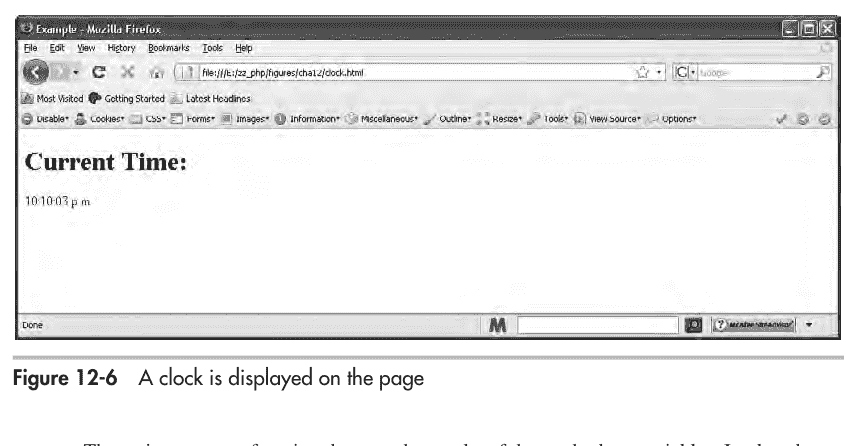 Example - Mozilla Firefox
File Edit View History Bookmarks Tools Help
file:///E:/zz_php/figures/cha12/clock.html Google
Most Visited Getting Started Latest Headlines
Disable Cookies CSS Forms Images Information Miscellaneous Outline Resize Tools View Source Options
Current Time:
10:10:03 p.m.
Done M
Figure 12-6 A clock is displayed on the page